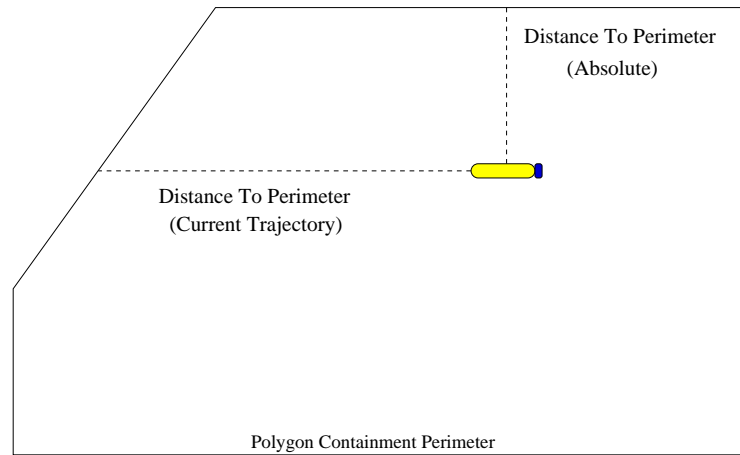 Distance To Perimeter
(Absolute)
Distance To Perimeter
(Current Trajectory)
Polygon Containment Perimeter